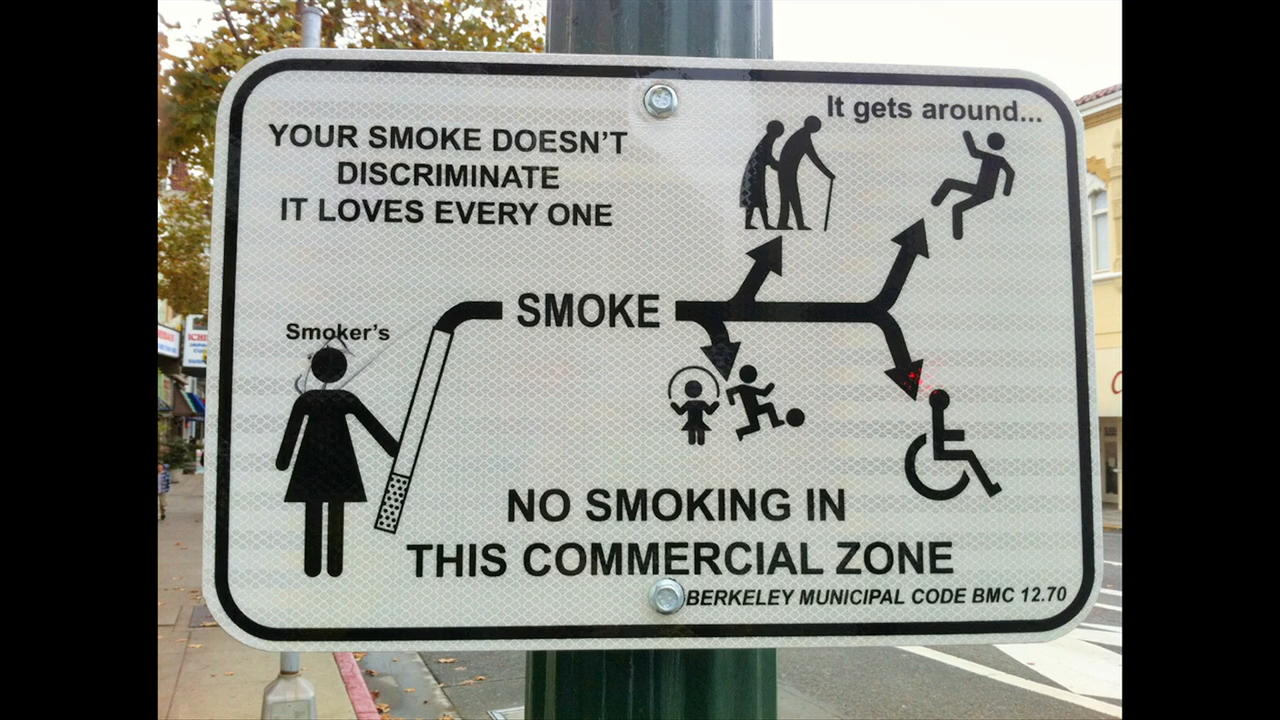 YOUR SMOKE DOESN'T
DISCRIMINATE
IT LOVES EVERY ONE
It gets around...
SMOKE
Smoker's
NO SMOKING IN
THIS COMMERCIAL ZONE
BERKELEY MUNICIPAL CODE BMC 12.70